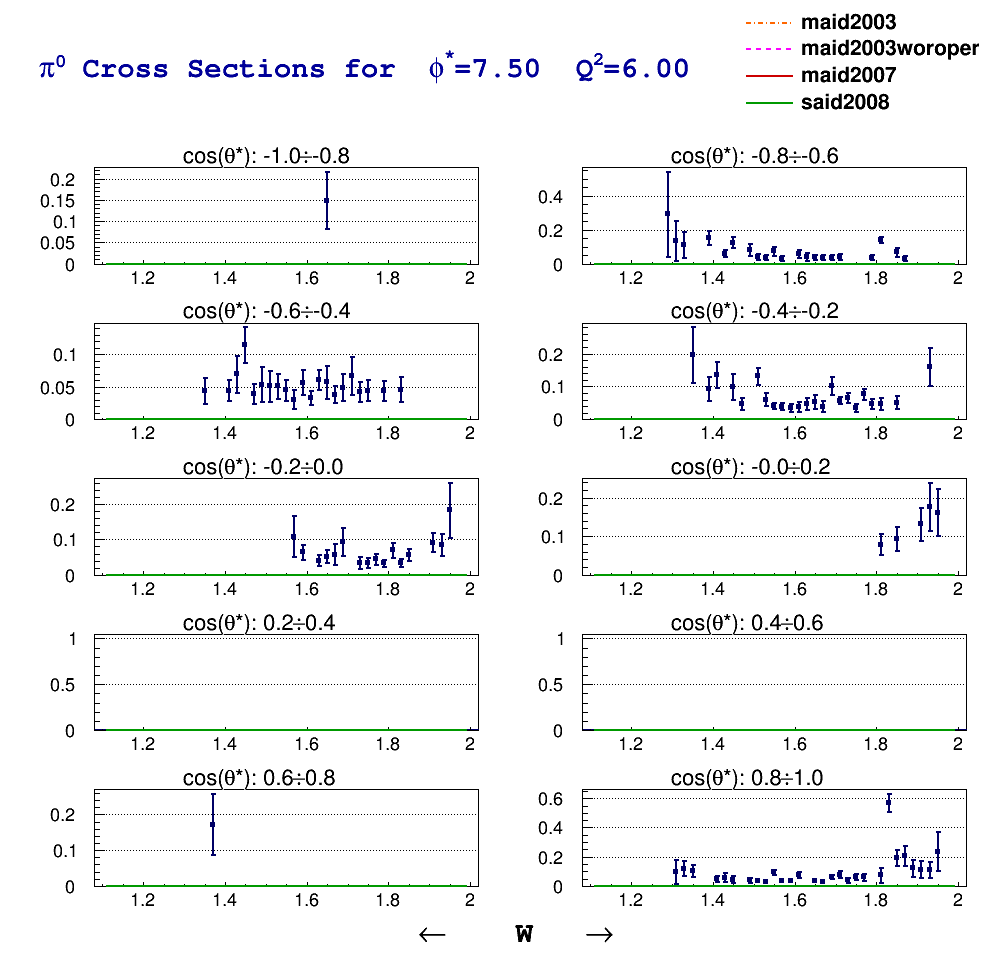 maid2003
maid2003woroper
maid2007
said2008
π⁰ Cross Sections for ϕ*=7.50 Q²=6.00
cos(θ*): -1.0÷-0.8
0.2
0.15
0.1
0.05
0
1.2 1.4 1.6 1.8 2
cos(θ*): -0.8÷-0.6
0.4
0.2
0
1.2 1.4 1.6 1.8 2
cos(θ*): -0.6÷-0.4
0.1
0.05
0
1.2 1.4 1.6 1.8 2
cos(θ*): -0.4÷-0.2
0.2
0.1
0
1.2 1.4 1.6 1.8 2
cos(θ*): -0.2÷0.0
0.2
0.1
0
1.2 1.4 1.6 1.8 2
cos(θ*): -0.0÷0.2
0.2
0.1
0
1.2 1.4 1.6 1.8 2
cos(θ*): 0.2÷0.4
1
0.5
0
1.2 1.4 1.6 1.8 2
cos(θ*): 0.4÷0.6
1
0.5
0
1.2 1.4 1.6 1.8 2
cos(θ*): 0.6÷0.8
0.2
0.1
0
1.2 1.4 1.6 1.8 2
cos(θ*): 0.8÷1.0
0.6
0.4
0.2
0
1.2 1.4 1.6 1.8 2
← W →